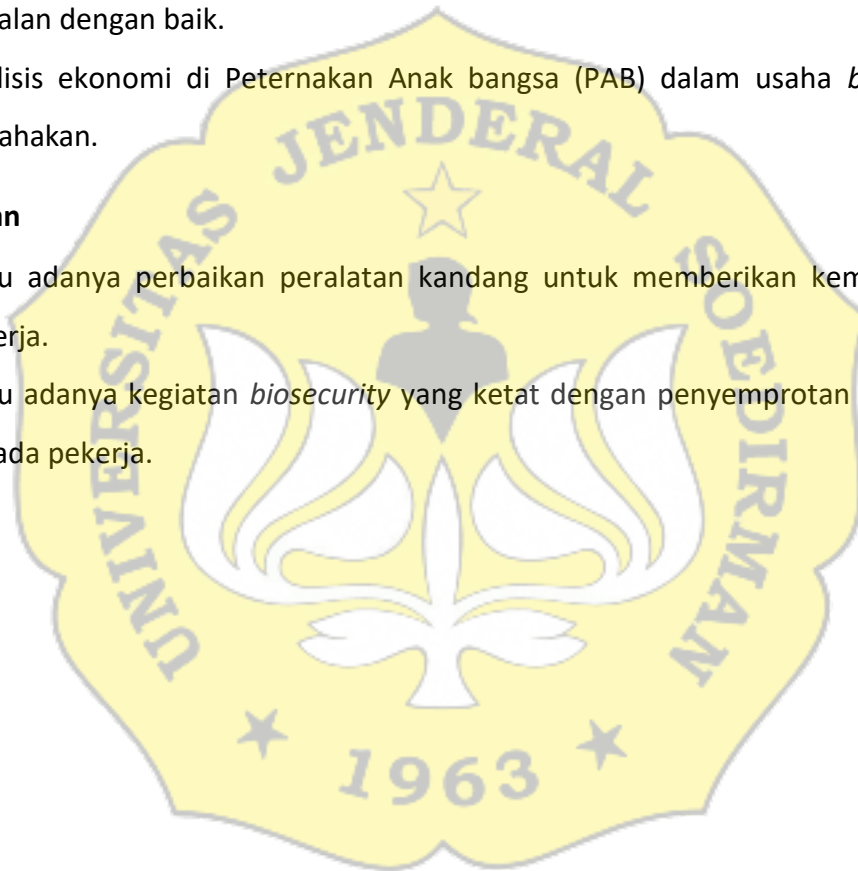 alan dengan baik.
lisis ekonomi di Peternakan Anak bangsa (PAB) dalam usaha b
ahakan.
an
u adanya perbaikan peralatan kandang untuk memberikan kem
erja.
u adanya kegiatan biosecurity yang ketat dengan penyemprotan
ada pekerja.
UNIVERSITAS JENDERAL SOEDIRMAN
1963